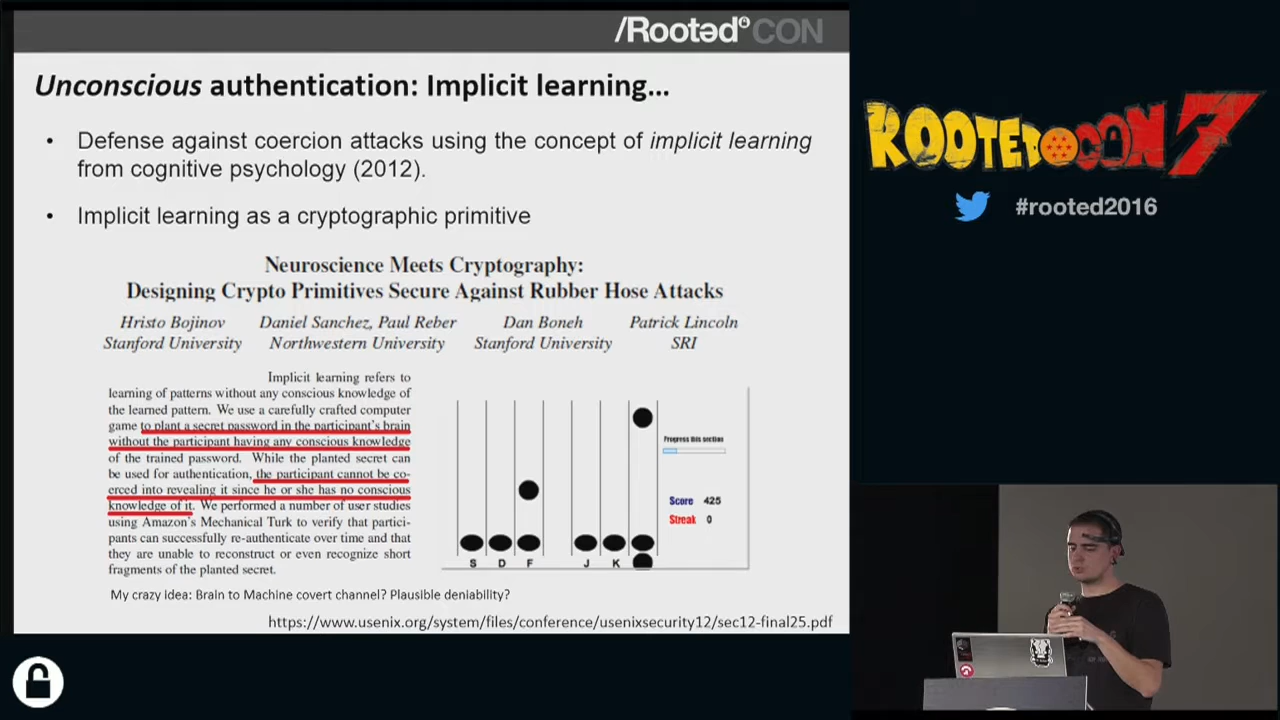 /Rooted CON
Unconscious authentication: Implicit learning...
• Defense against coercion attacks using the concept of implicit learning
from cognitive psychology (2012).
• Implicit learning as a cryptographic primitive
Neuroscience Meets Cryptography:
Designing Crypto Primitives Secure Against Rubber Hose Attacks
Hristo Bojinov Daniel Sanchez, Paul Reber Dan Boneh Patrick Lincoln
Stanford University Northwestern University Stanford University SRI
Implicit learning refers to
learning of patterns without any conscious knowledge of
the learned pattern. We use a carefully crafted computer
game to plant a secret password in the participant's brain
without the participant having any conscious knowledge
of the trained password. While the planted secret can
be used for authentication, the participant cannot be co-
erced into revealing it since he or she has no conscious
knowledge of it. We performed a number of user studies
using Amazon's Mechanical Turk to verify that partici-
pants can successfully re-authenticate over time and that
they are unable to reconstruct or even recognize short
fragments of the planted secret.
Progress this section
Score 425
Streak 0
S D F J K
My crazy idea: Brain to Machine covert channel? Plausible deniability?
https://www.usenix.org/system/files/conference/usenixsecurity12/sec12-final25.pdf
ROOTEDCON 7
#rooted2016